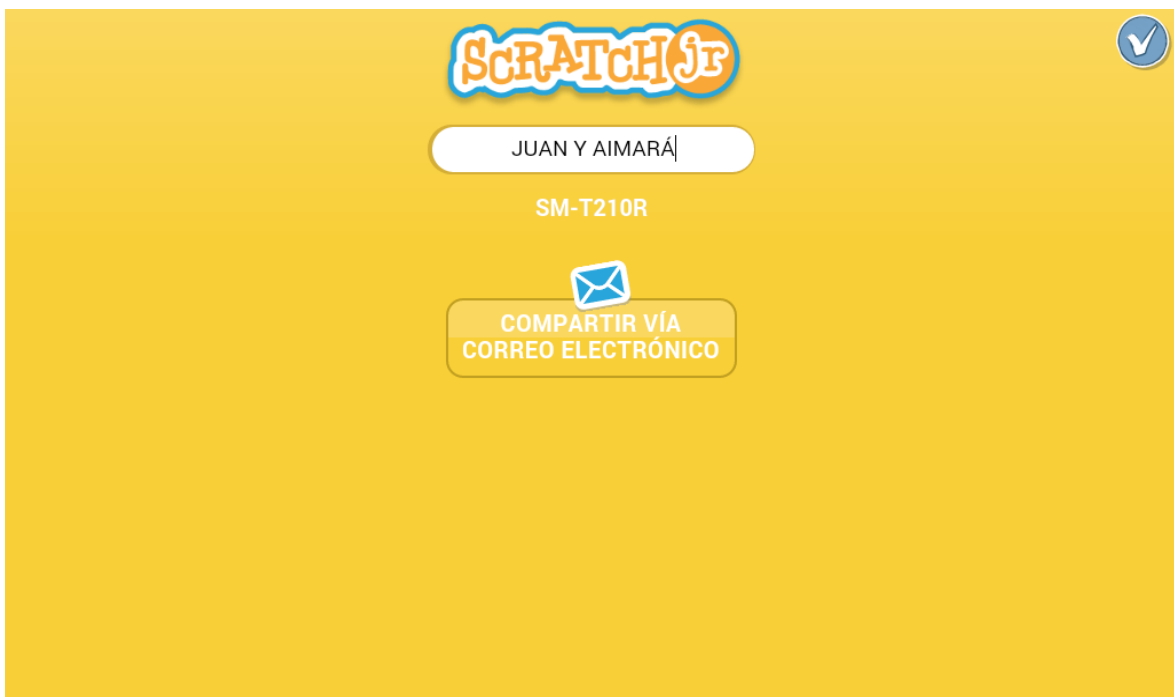 SCRATCH Jr
JUAN Y AIMARÁ
SM-T210R
COMPARTIR VÍA
CORREO ELECTRÓNICO